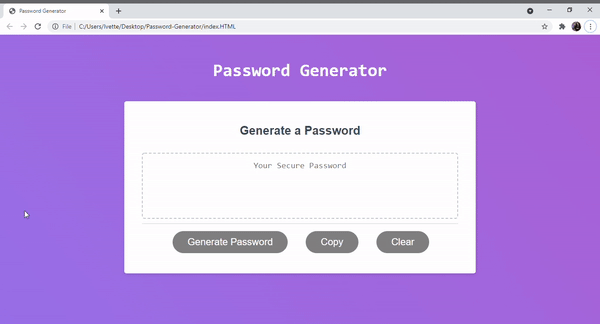 Password Generator
File | C:/Users/ivette/Desktop/Password-Generator/index.HTML
Password Generator
Generate a Password
Your Secure Password
Generate Password Copy Clear